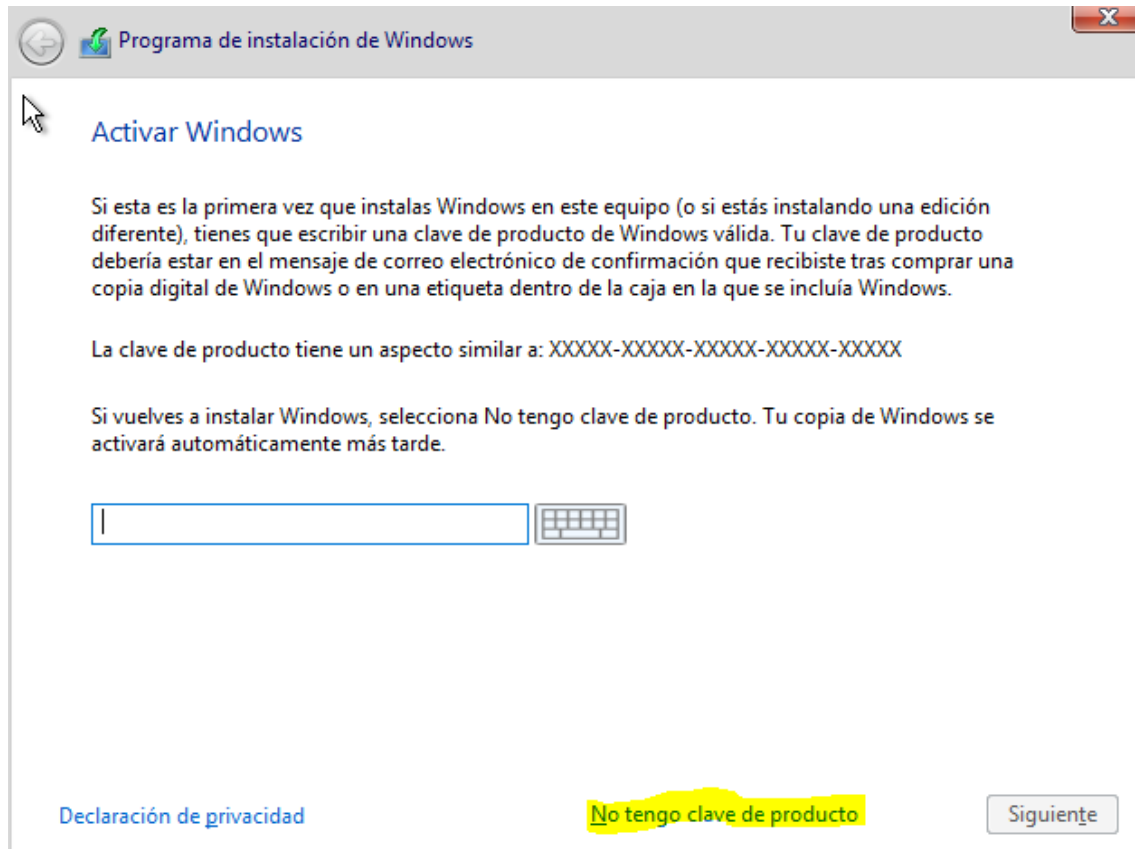 Programa de instalación de Windows
X
Activar Windows
Si esta es la primera vez que instalas Windows en este equipo (o si estás instalando una edición
diferente), tienes que escribir una clave de producto de Windows válida. Tu clave de producto
debería estar en el mensaje de correo electrónico de confirmación que recibiste tras comprar una
copia digital de Windows o en una etiqueta dentro de la caja en la que se incluía Windows.
La clave de producto tiene un aspecto similar a: XXXXX-XXXXX-XXXXX-XXXXX-XXXXX
Si vuelves a instalar Windows, selecciona No tengo clave de producto. Tu copia de Windows se
activará automáticamente más tarde.
Declaración de privacidad
No tengo clave de producto
Siguiente